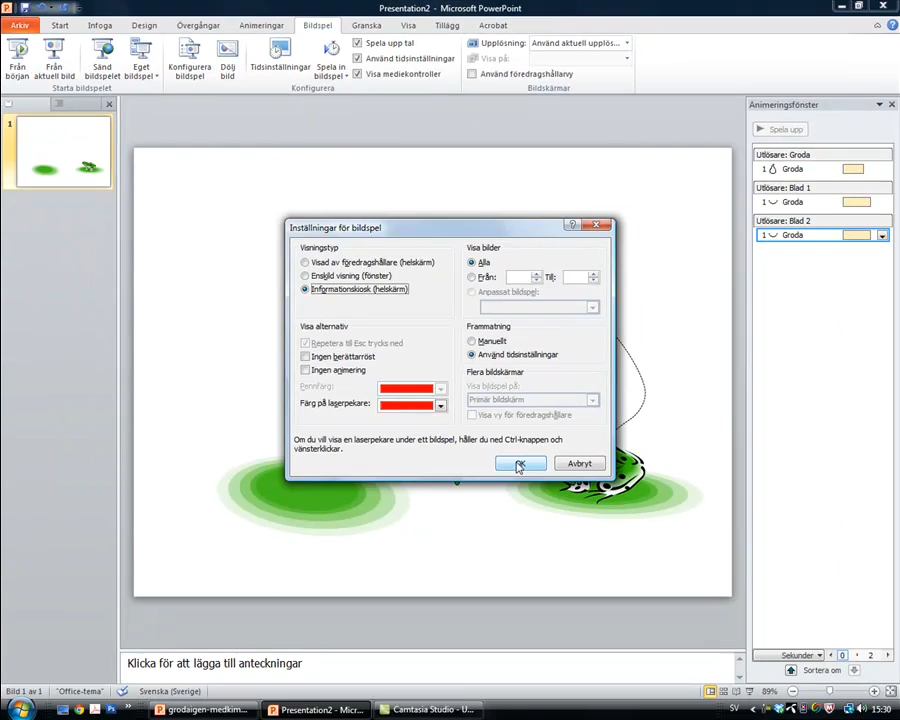 Presentation2 - Microsoft PowerPoint
Arkiv Start Infoga Design Övergångar Animeringar Bildspel Granska Visa Tillägg Acrobat
Från början
Från aktuell bild
Sänd bildspelet
Eget bildspel
Konfigurera bildspel
Dölj bild
Tidsinställningar
Spela in bildspel
Spela upp tal
Använd tidsinställningar
Visa mediekontroller
Upplösning: Använd aktuell upplös...
Visa på:
Använd föredragshållarvy
Starta bildspelet
Konfigurera
Bildskärmar
1
Animeringsfönster
Spela upp
Utlösare: Groda
1 Groda
Utlösare: Blad 1
1 Groda
Utlösare: Blad 2
1 Groda
Inställningar för bildspel
Visningstyp
Visad av föredragshållare (helskärm)
Enskild visning (fönster)
Informationskiosk (helskärm)
Visa alternativ
Repetera till Esc trycks ned
Ingen berättarröst
Ingen animering
Pennfärg:
Färg på laserpekare:
Visa bilder
Alla
Från: Till:
Anpassat bildspel:
Frammatning
Manuellt
Använd tidsinställningar
Flera bildskärmar
Visa bildspel på:
Primär bildskärm
Visa vy för föredragshållare
Om du vill visa en laserpekare under ett bildspel, håller du ned Ctrl-knappen och
vänsterklickar.
OK Avbryt
Klicka för att lägga till anteckningar
Sekunder 0 2
Sortera om
Bild 1 av 1 "Office-tema" Svenska (Sverige) 89%
grodaigen-medkim... Presentation2 - Micr... Camtasia Studio - U... SV 15:30